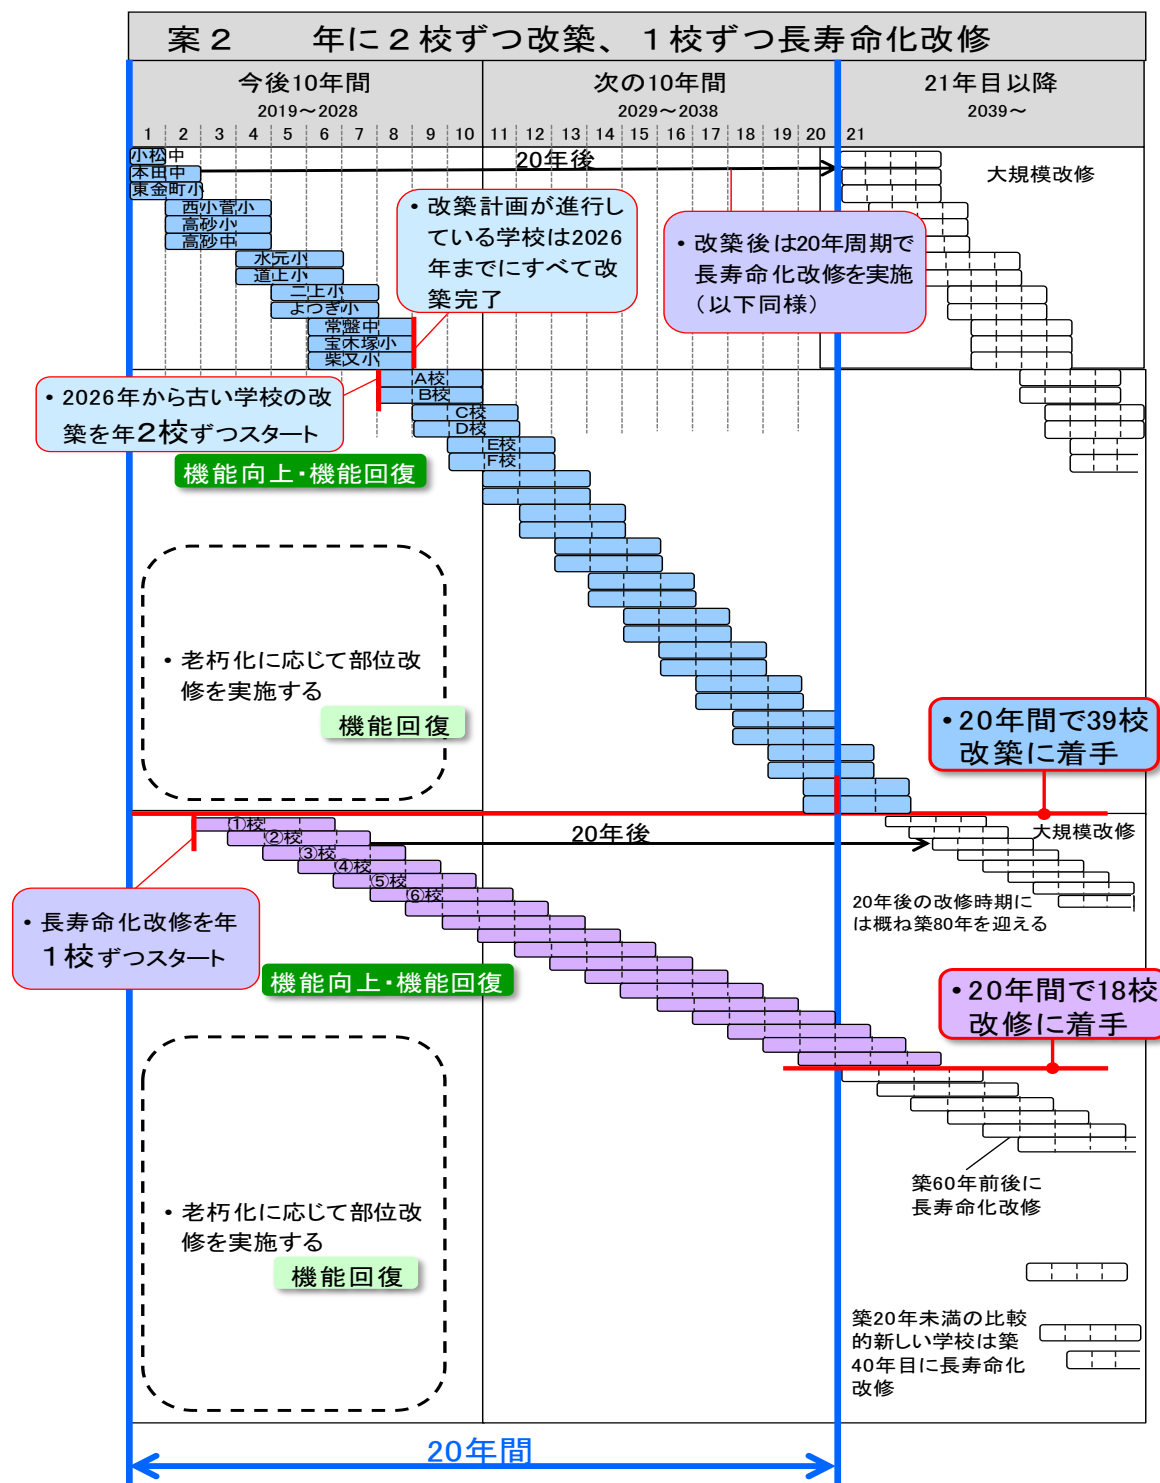 案２　　年に２校ずつ改築、１校ずつ長寿命化改修
今後10年間
2019～2028
次の10年間
2029～2038
21年目以降
2039～
1 2 3 4 5 6 7 8 9 10 11 12 13 14 15 16 17 18 19 20 21
小松中
本田中
東金町小
20年後
大規模改修
西小菅小
高砂小
高砂中
水元小
道上小
二上小
よつぎ小
常盤中
宝木塚小
柴又小
・改築計画が進行し
ている学校は2026
年までにすべて改
築完了
・改築後は20年周期で
長寿命化改修を実施
（以下同様）
A校
B校
C校
D校
E校
F校
・2026年から古い学校の改
築を年２校ずつスタート
機能向上・機能回復
・老朽化に応じて部位改
修を実施する
機能回復
・20年間で39校
改築に着手
①校
②校
③校
④校
⑤校
⑥校
20年後
大規模改修
20年後の改修時期に
は概ね築80年を迎える
・長寿命化改修を年
１校ずつスタート
機能向上・機能回復
・20年間で18校
改修に着手
築60年前後に
長寿命化改修
・老朽化に応じて部位改
修を実施する
機能回復
築20年未満の比較
的新しい学校は築
40年目に長寿命化
改修
20年間